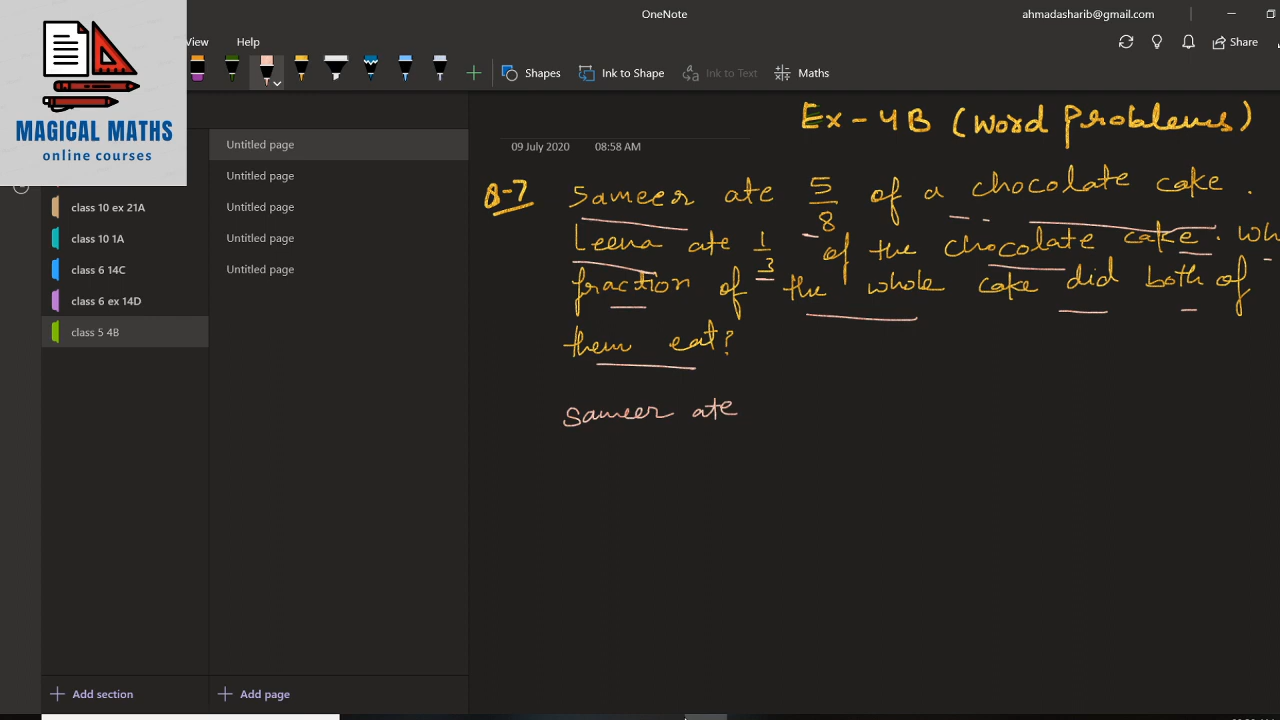 OneNote
ahmadasharib@gmail.com
View
Help
Share
Shapes
Ink to Shape
Ink to Text
Maths
MAGICAL MATHS
online courses
class 10 ex 21A
class 10 1A
class 6 14C
class 6 ex 14D
class 5 4B
Untitled page
Untitled page
Untitled page
Untitled page
Untitled page
Add section
Add page
09 July 2020 08:58 AM
Ex - 4B (Word Problems)
Q-7 Sameer ate 5/8 of a chocolate cake.
Leena ate 1/3 of the chocolate cake. Wh
fraction of the whole cake did both of
them eat?
Sameer ate